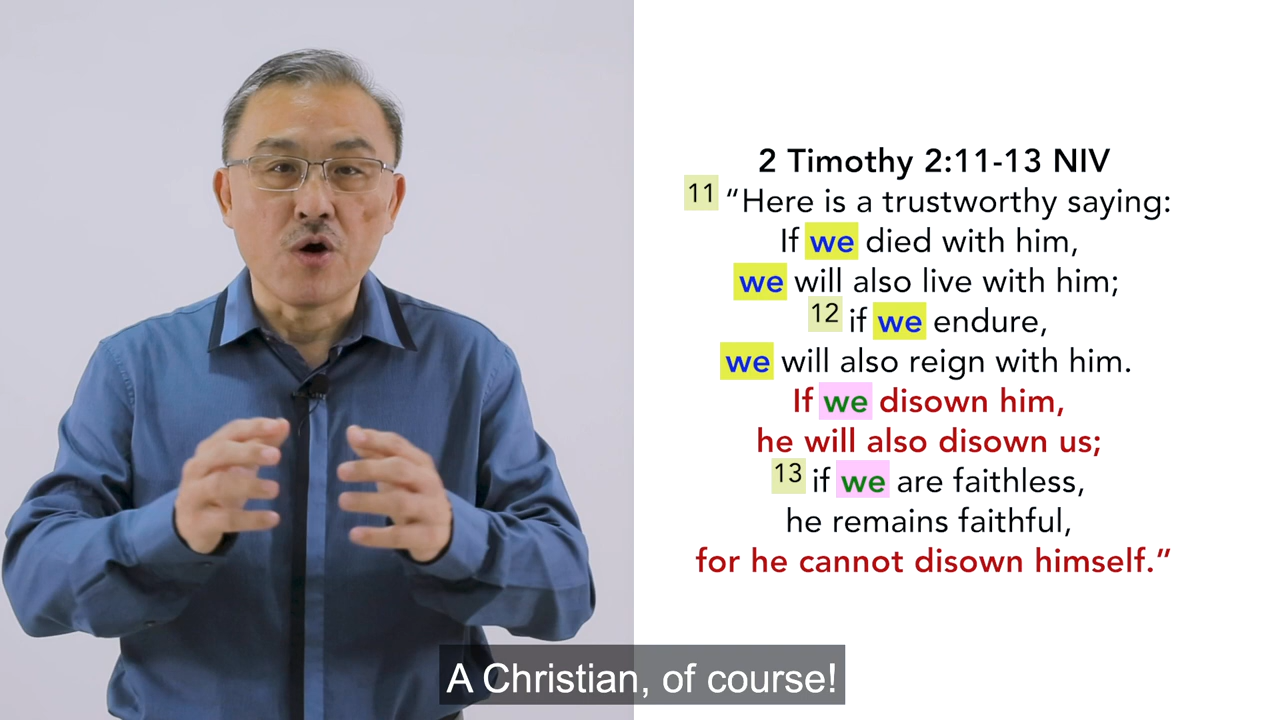 2 Timothy 2:11-13 NIV
11 “Here is a trustworthy saying:
If we died with him,
we will also live with him;
12 if we endure,
we will also reign with him.
If we disown him,
he will also disown us;
13 if we are faithless,
he remains faithful,
for he cannot disown himself.”
A Christian, of course!